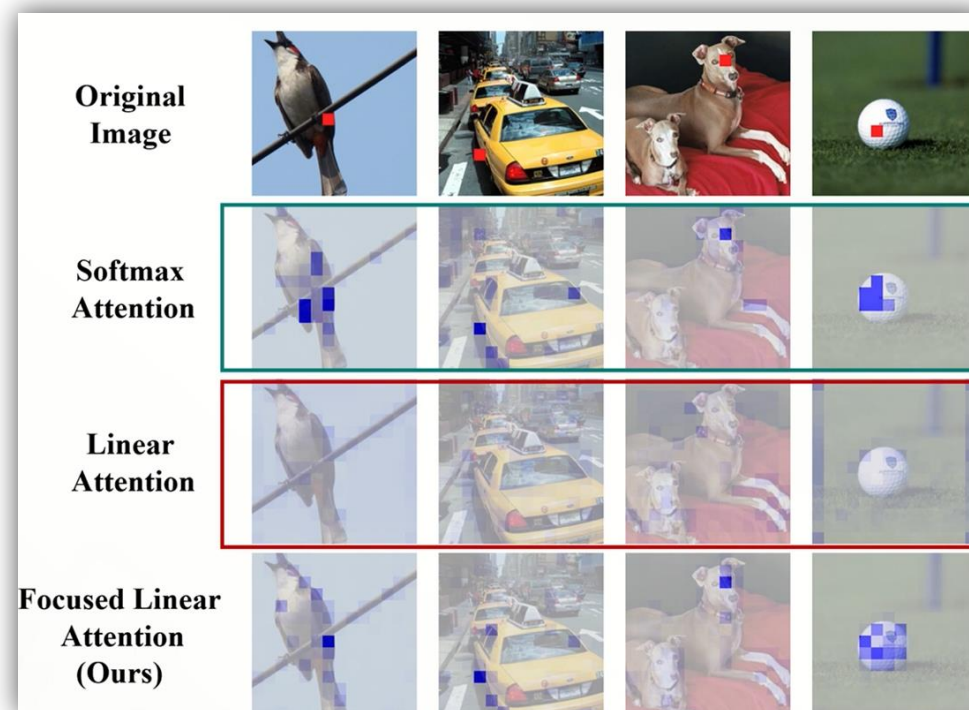 Original
Image
Softmax
Attention
Linear
Attention
Focused Linear
Attention
(Ours)